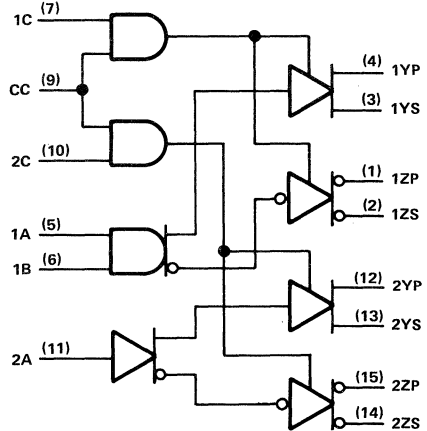 1C (7)
(4) 1YP
CC (9)
(3) 1YS
2C (10)
(1) 1ZP
(2) 1ZS
1A (5)
1B (6)
(12) 2YP
(13) 2YS
2A (11)
(15) 2ZP
(14) 2ZS